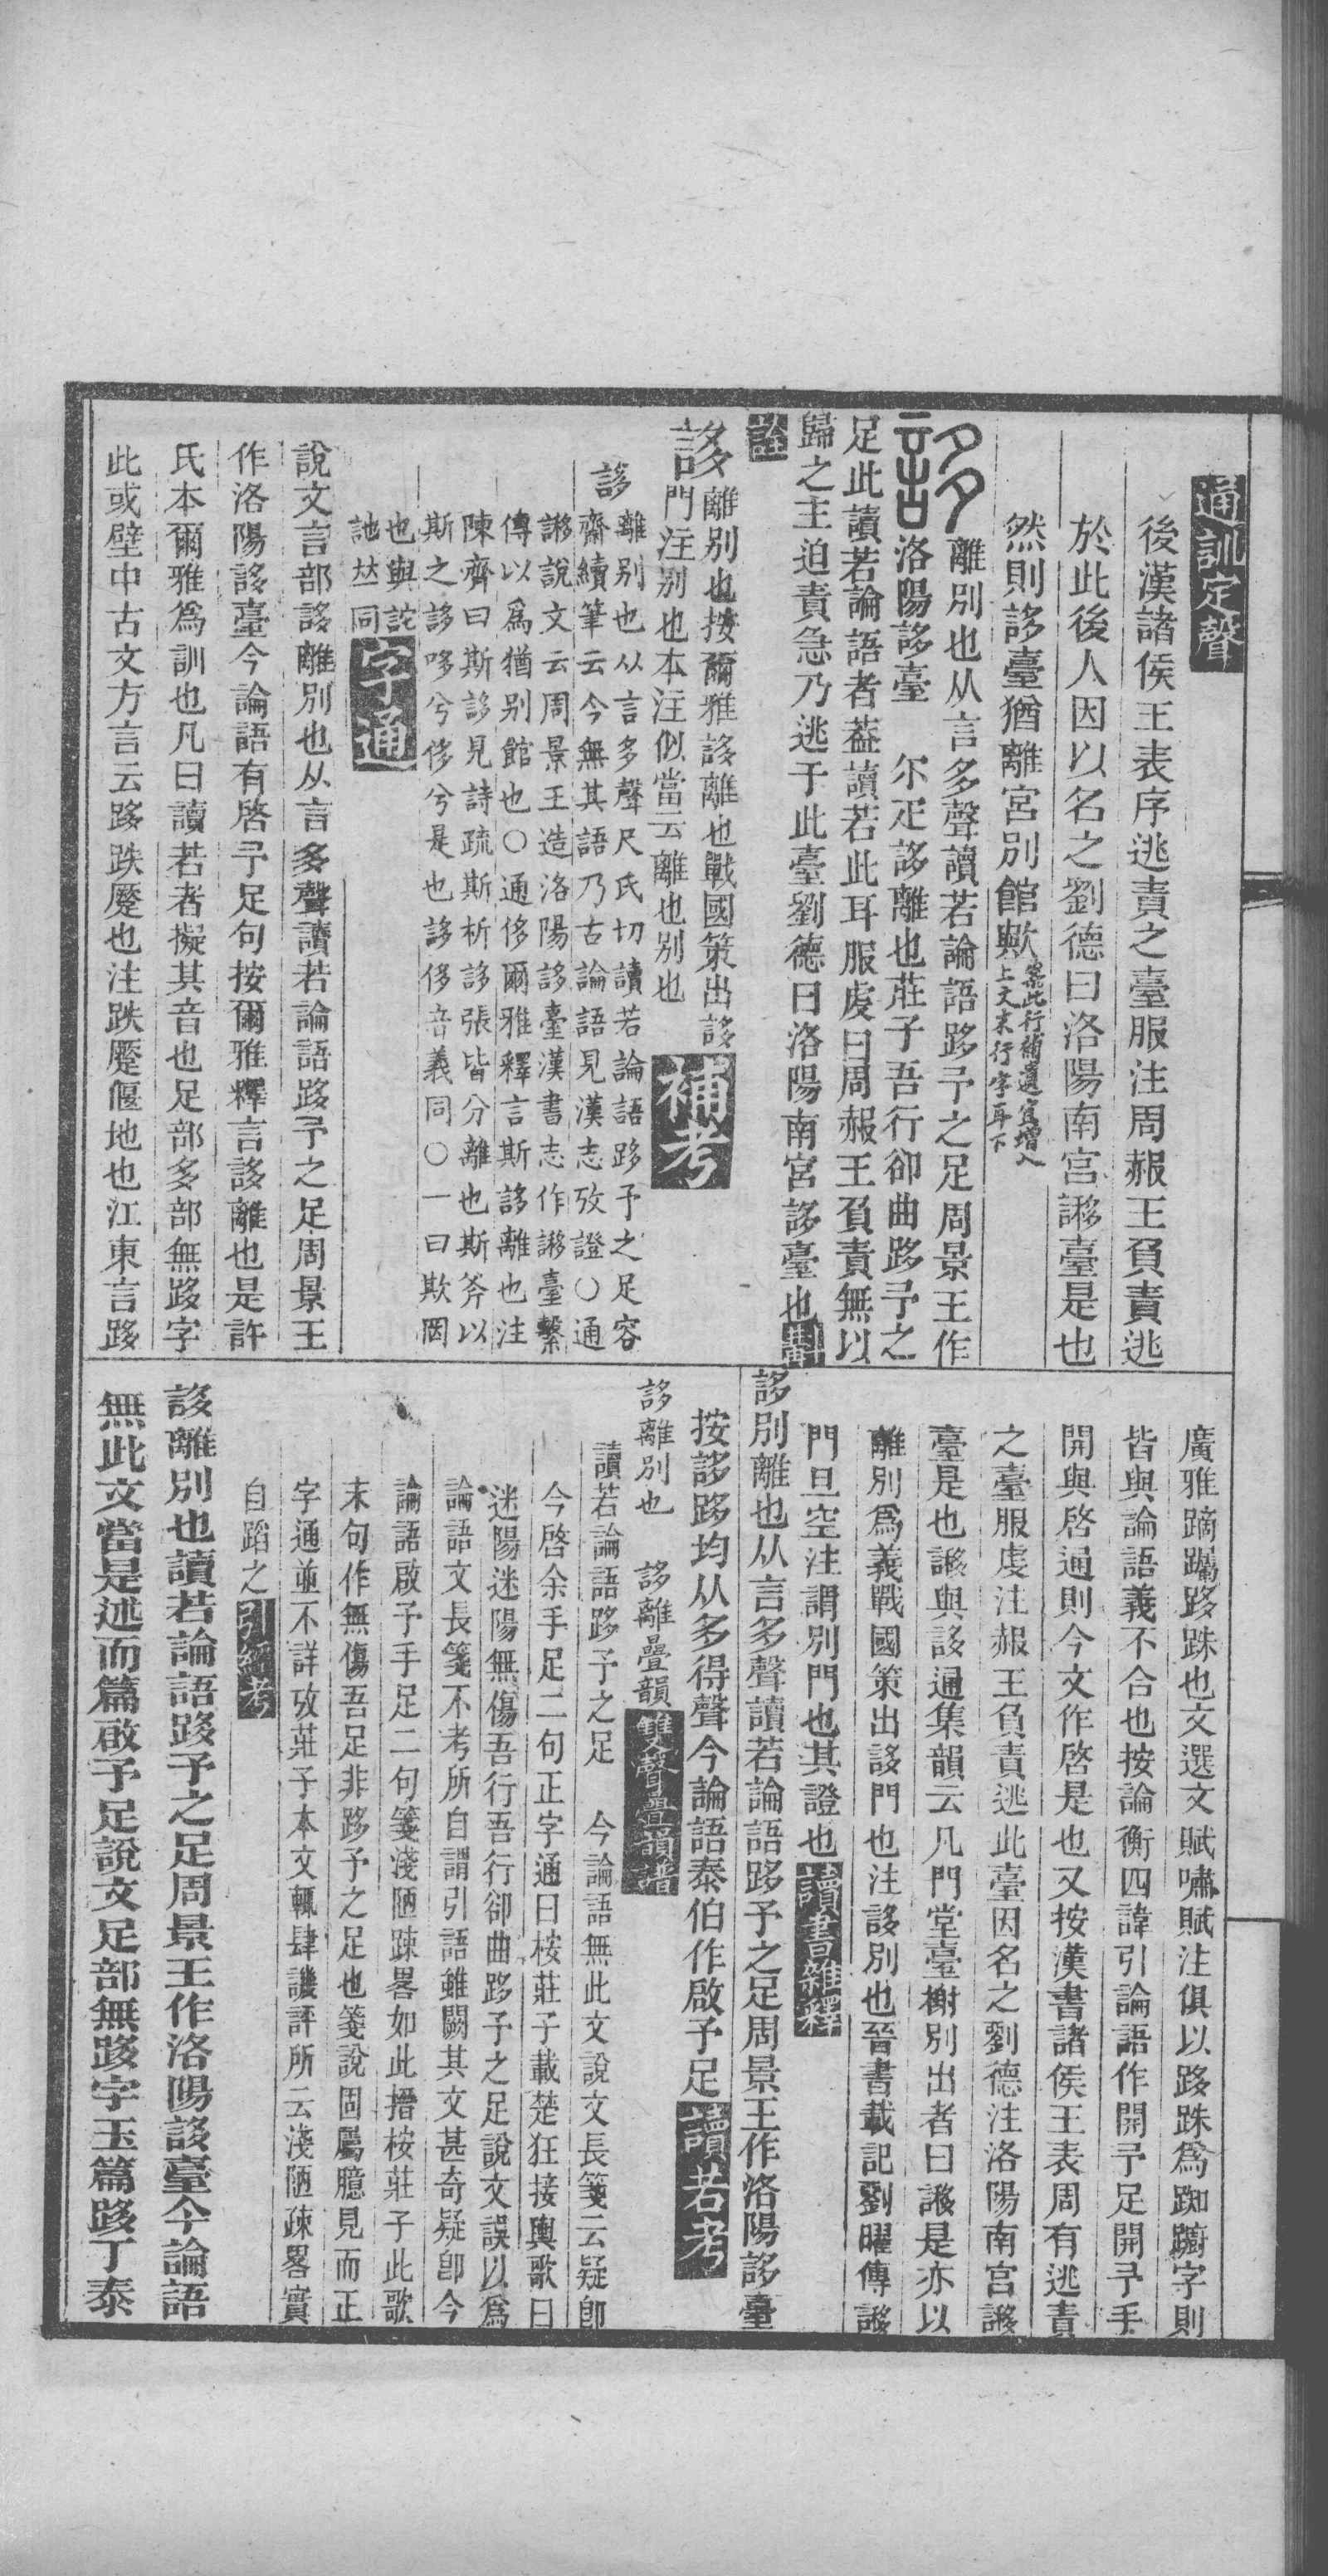 通訓定聲
後漢諸侯王表序逃責之臺服注周赧王負責逃
於此後人因以名之劉德曰洛陽南宫謻臺是也
然則誃臺猶離宮別館歟案此行補遺宜增入
上文末行字耳下
誃離別也从言多聲讀若論語跢予之足周景王作
洛陽誃臺 尔疋誃離也莊子吾行卻曲跢予之
足此讀若論語者葢讀若此耳服虔曰周赧王負責無以
歸之主迫責急乃逃于此臺劉德曰洛陽南宮誃臺也
詮
誃離別也按爾雅誃離也戰國策出誃
門注别也本注似當云離也别也補考
誃離别也从言多聲尺氏切讀若論語跢予之足容
齋續筆云今無其語乃古論語見漢志攷證○通
謻說文云周景王造洛陽誃臺漢書志作謻臺繫
傳以爲猶别館也○通侈爾雅釋言斯誃離也注
陳齊曰斯誃見詩疏斯析誃張皆分離也斯斧以
斯之誃哆兮侈兮是也誃侈音義同○一曰欺罔
也與詑
訑𠀤同字通
說文言部誃離別也从言多聲讀若論語跢予之足周景王
作洛陽誃臺今論語有啓予足句按爾雅釋言誃離也是許
氏本爾雅爲訓也凡曰讀若者擬其音也足部多部無跢字
此或壁中古文方言云跢跌蹷也注跌蹷偃地也江東言跢
廣雅蹢躅跢跦也文選文賦嘯賦注俱以跢跦爲踟躕字則
皆與論語義不合也按論衡四諱引論語作開予足開予手
開與啓通則今文作啓是也又按漢書諸侯王表周有逃責
之臺服虔注赧王負責逃此臺因名之劉德注洛陽南宮謻
臺是也謻與誃通集韻云凡門堂臺榭別出者曰謻是亦以
離別爲義戰國策出誃門也注誃別也晉書載記劉曜傳謻
門旦空注謂別門也其證也讀書雜釋
誃別離也从言多聲讀若論語跢予之足周景王作洛陽誃臺
按誃跢均从多得聲今論語泰伯作啟予足讀若考
誃離別也 誃離疊韻雙聲疊韻譜
讀若論語跢予之足 今論語無此文說文長箋云疑卽
今啓余手足二句正字通曰桉莊子載楚狂接輿歌曰
迷陽迷陽無傷吾行吾行卻曲跢予之足說文誤以爲
論語文長箋不考所自謂引語雖闕其文甚奇疑卽今
論語啟予手足二句箋淺陋踈畧如此摺桉莊子此歌
末句作無傷吾足非跢予之足也箋說固屬臆見而正
字通並不詳攷莊子本文輒肆譏評所云淺陋疎畧實
自蹈之引經考
誃離別也讀若論語跢予之足周景王作洛陽誃臺今論語
無此文當是述而篇啟予足說文足部無跢字玉篇跢丁泰